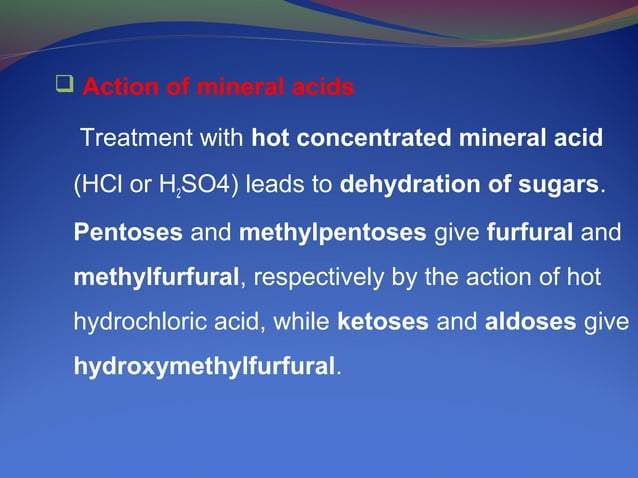 Action of mineral acids
Treatment with hot concentrated mineral acid
(HCl or H₂SO4) leads to dehydration of sugars.
Pentoses and methylpentoses give furfural and
methylfurfural, respectively by the action of hot
hydrochloric acid, while ketoses and aldoses give
hydroxymethylfurfural.